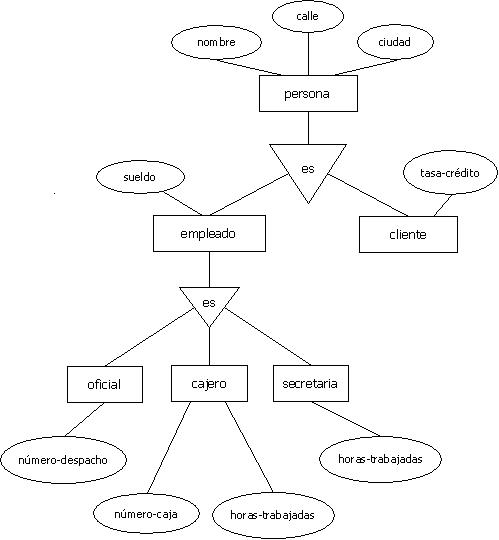 calle
nombre
ciudad
persona
es
sueldo
tasa-crédito
empleado
cliente
es
oficial
cajero
secretaria
número-despacho
horas-trabajadas
número-caja
horas-trabajadas